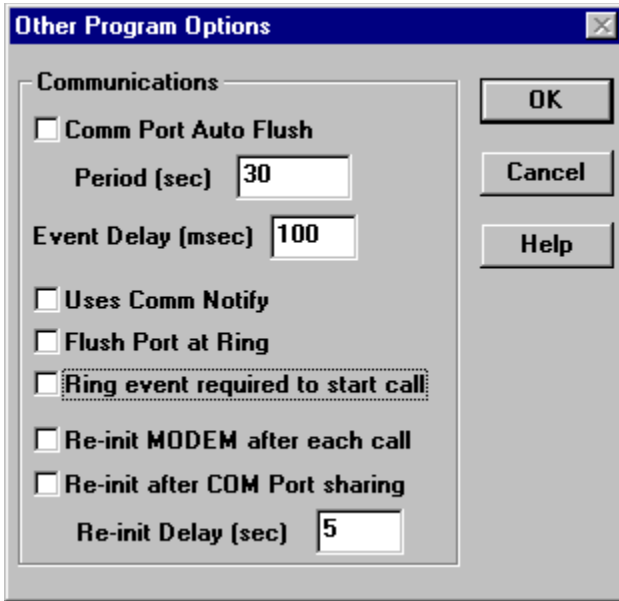 Other Program Options
Communications
Comm Port Auto Flush
Period (sec) 30
Event Delay (msec) 100
Uses Comm Notify
Flush Port at Ring
Ring event required to start call
Re-init MODEM after each call
Re-init after COM Port sharing
Re-init Delay (sec) 5
OK
Cancel
Help